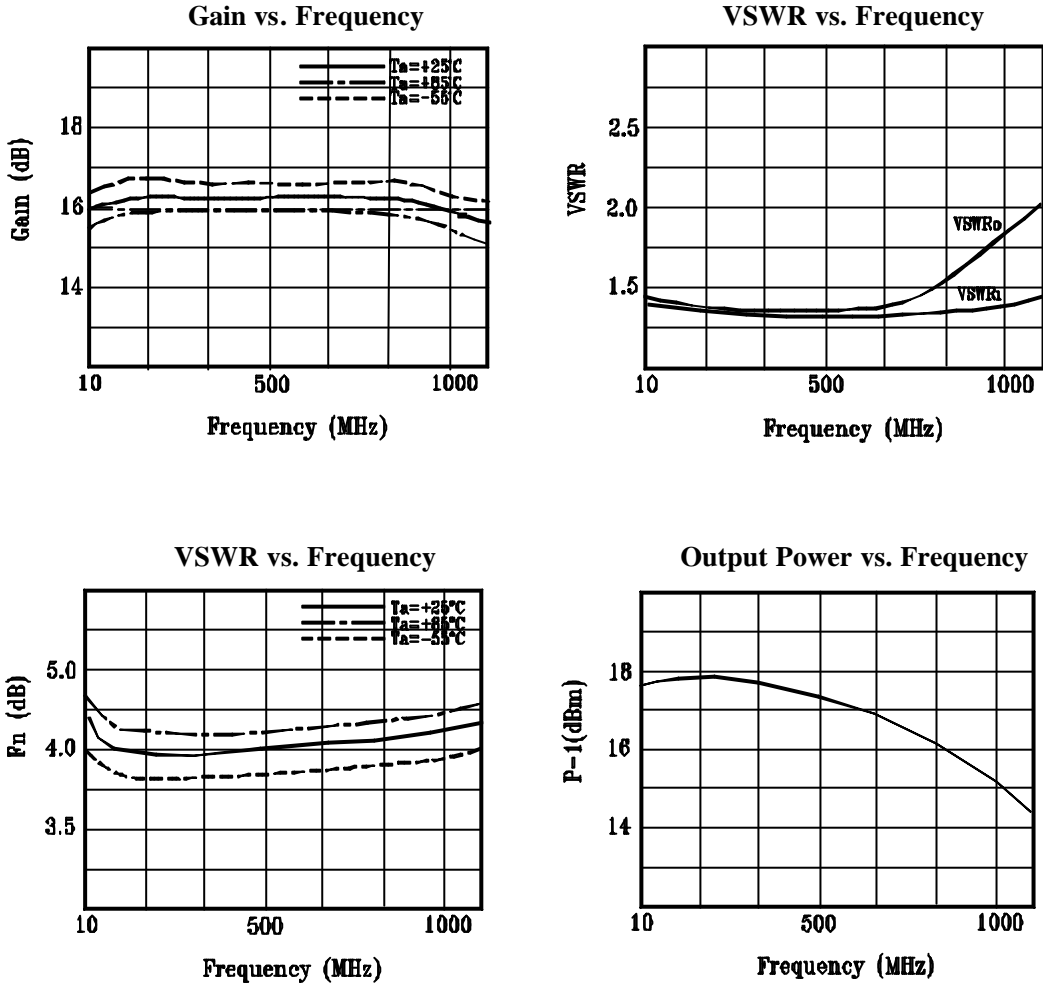 Gain vs. Frequency
Ta=+25°C
Ta=+85°C
Ta=-55°C
18
16
14
Gain (dB)
10 500 1000
Frequency (MHz)
VSWR vs. Frequency
2.5
2.0
1.5
VSWR
VSWRo
VSWRi
10 500 1000
Frequency (MHz)
VSWR vs. Frequency
Ta=+25°C
Ta=+85°C
Ta=-55°C
5.0
4.0
3.5
Fn (dB)
10 500 1000
Frequency (MHz)
Output Power vs. Frequency
18
16
14
P-1(dBm)
10 500 1000
Frequency (MHz)